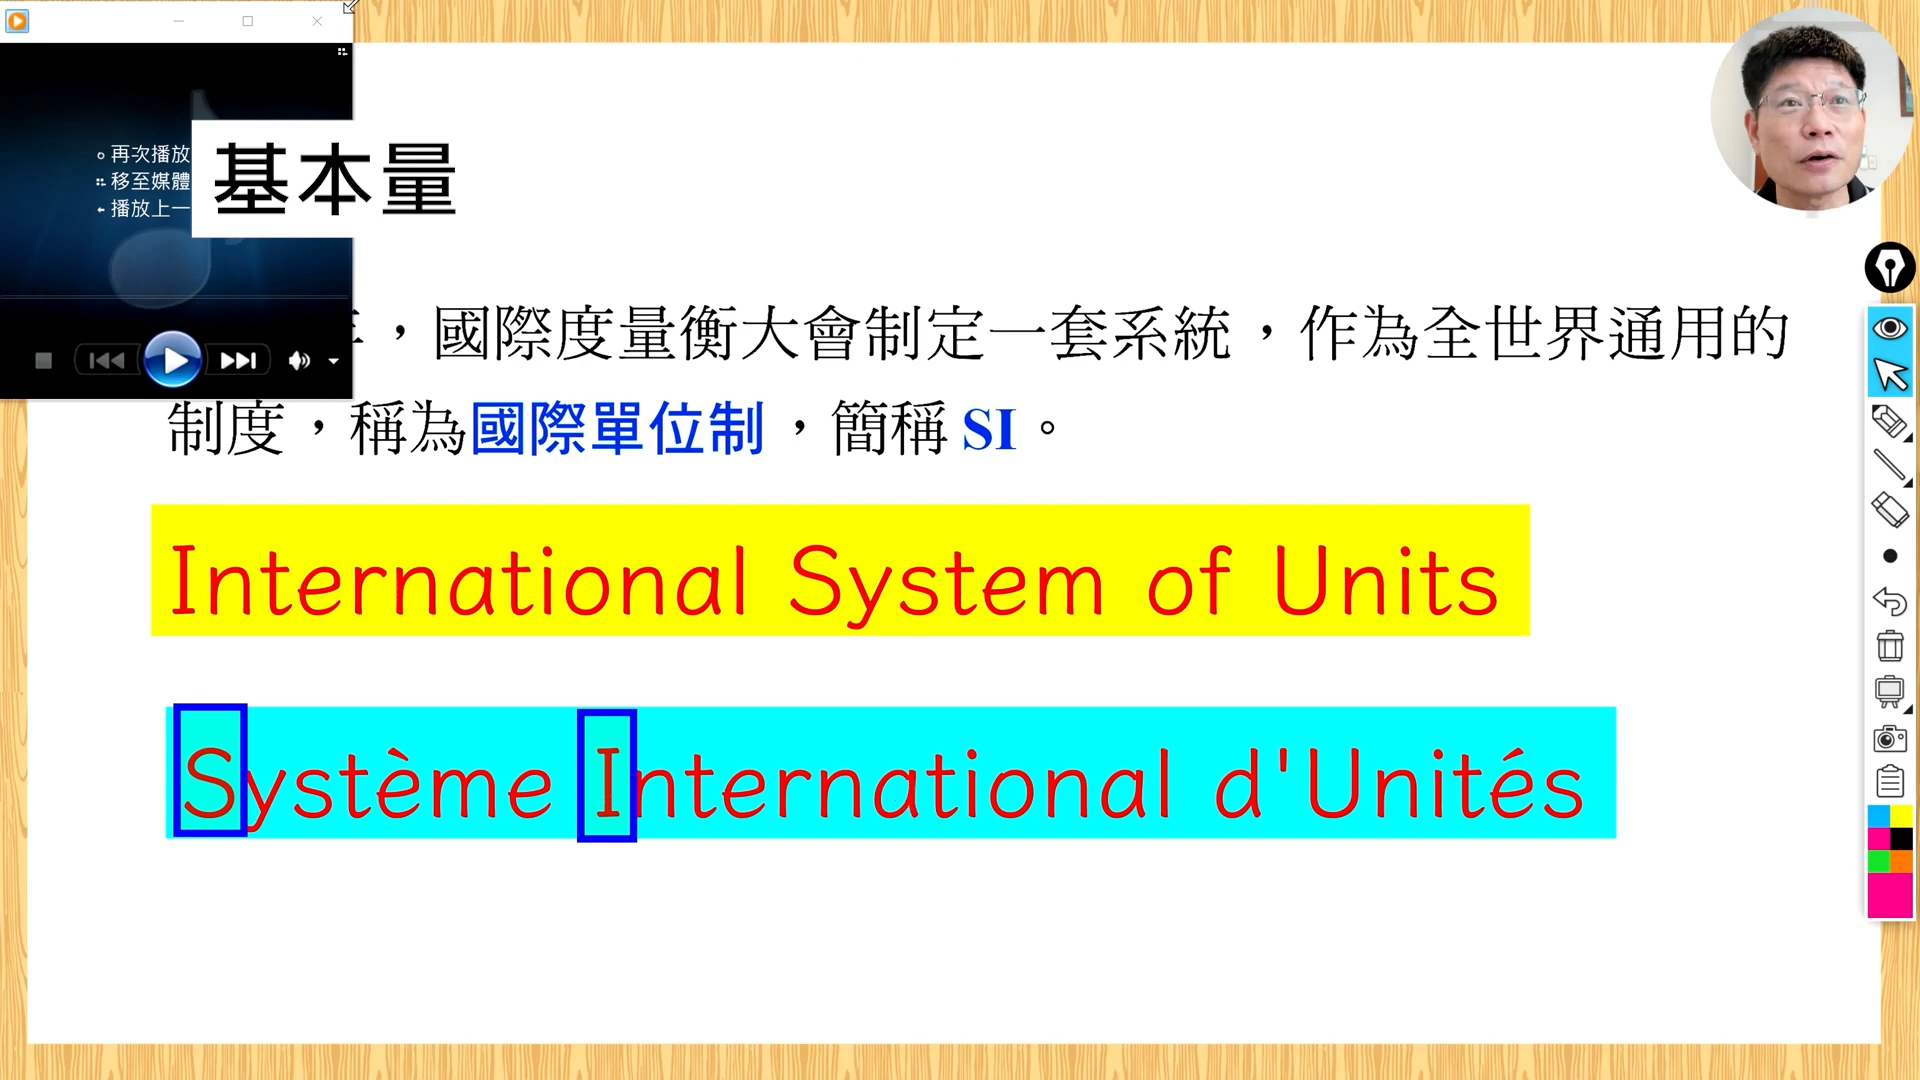 再次播放
移至媒體
播放上一
基本量
，國際度量衡大會制定一套系統，作為全世界通用的
制度，稱為國際單位制，簡稱 SI。
International System of Units
Système International d'Unités